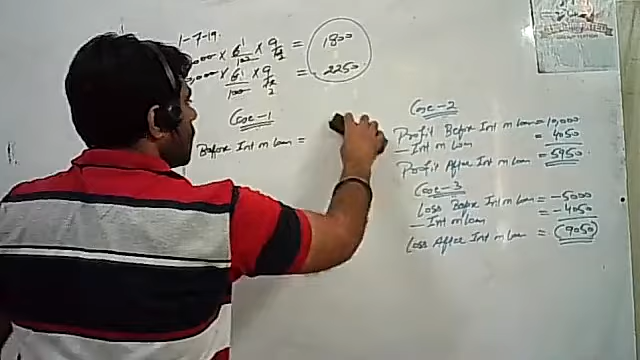 1-7-19
,000 × 6/100 × 9/12 = 1800
,000 × 6/100 × 9/12 = 2250
Case-1
Before Int on Loan =
Case-2
Profit Before Int on Loan = 10,000
- Int on Loan = 4050
Profit After Int on Loan = 5950
Case-3
Loss Before Int on Loan = -5000
- Int on Loan = -4050
Loss After Int on Loan = (9050)